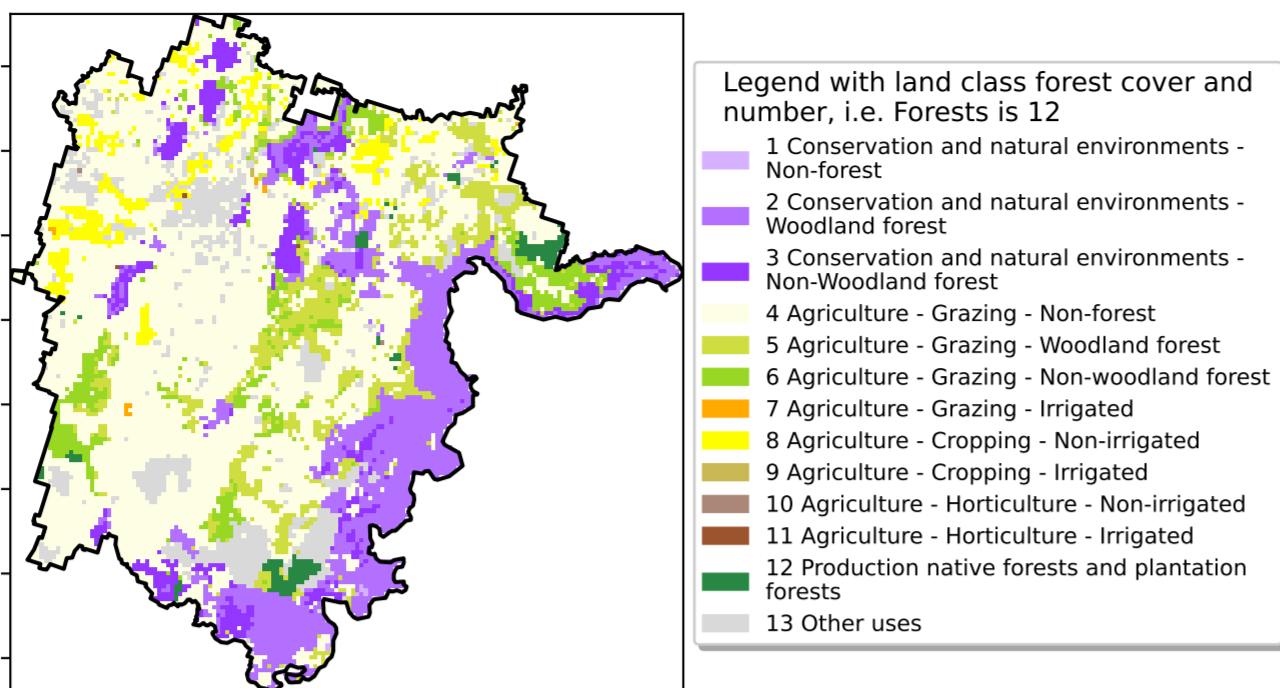 Legend with land class forest cover and
number, i.e. Forests is 12
1 Conservation and natural environments -
Non-forest
2 Conservation and natural environments -
Woodland forest
3 Conservation and natural environments -
Non-Woodland forest
4 Agriculture - Grazing - Non-forest
5 Agriculture - Grazing - Woodland forest
6 Agriculture - Grazing - Non-woodland forest
7 Agriculture - Grazing - Irrigated
8 Agriculture - Cropping - Non-irrigated
9 Agriculture - Cropping - Irrigated
10 Agriculture - Horticulture - Non-irrigated
11 Agriculture - Horticulture - Irrigated
12 Production native forests and plantation
forests
13 Other uses